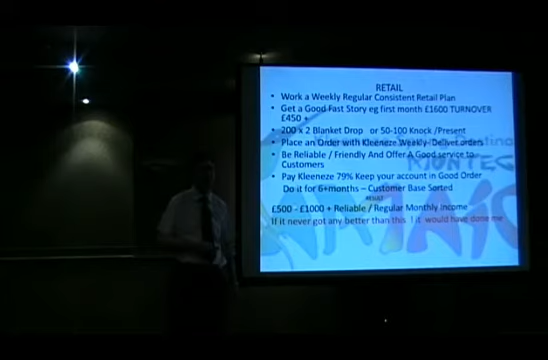 RETAIL
• Work a Weekly Regular Consistent Retail Plan
• Get a Good Fast Story eg first month £1600 TURNOVER
£450 +
• 200 x 2 Blanket Drop or 50-100 Knock /Present
• Place an Order with Kleeneze Weekly/Deliver orders
• Be Reliable / Friendly And Offer A Good service to
Customers
• Pay Kleeneze 79% Keep your account in Good Order
Do it for 6+months – Customer Base Sorted
RESULT
£500 - £1000 + Reliable / Regular Monthly Income
If it never got any better than this ! it would have done me